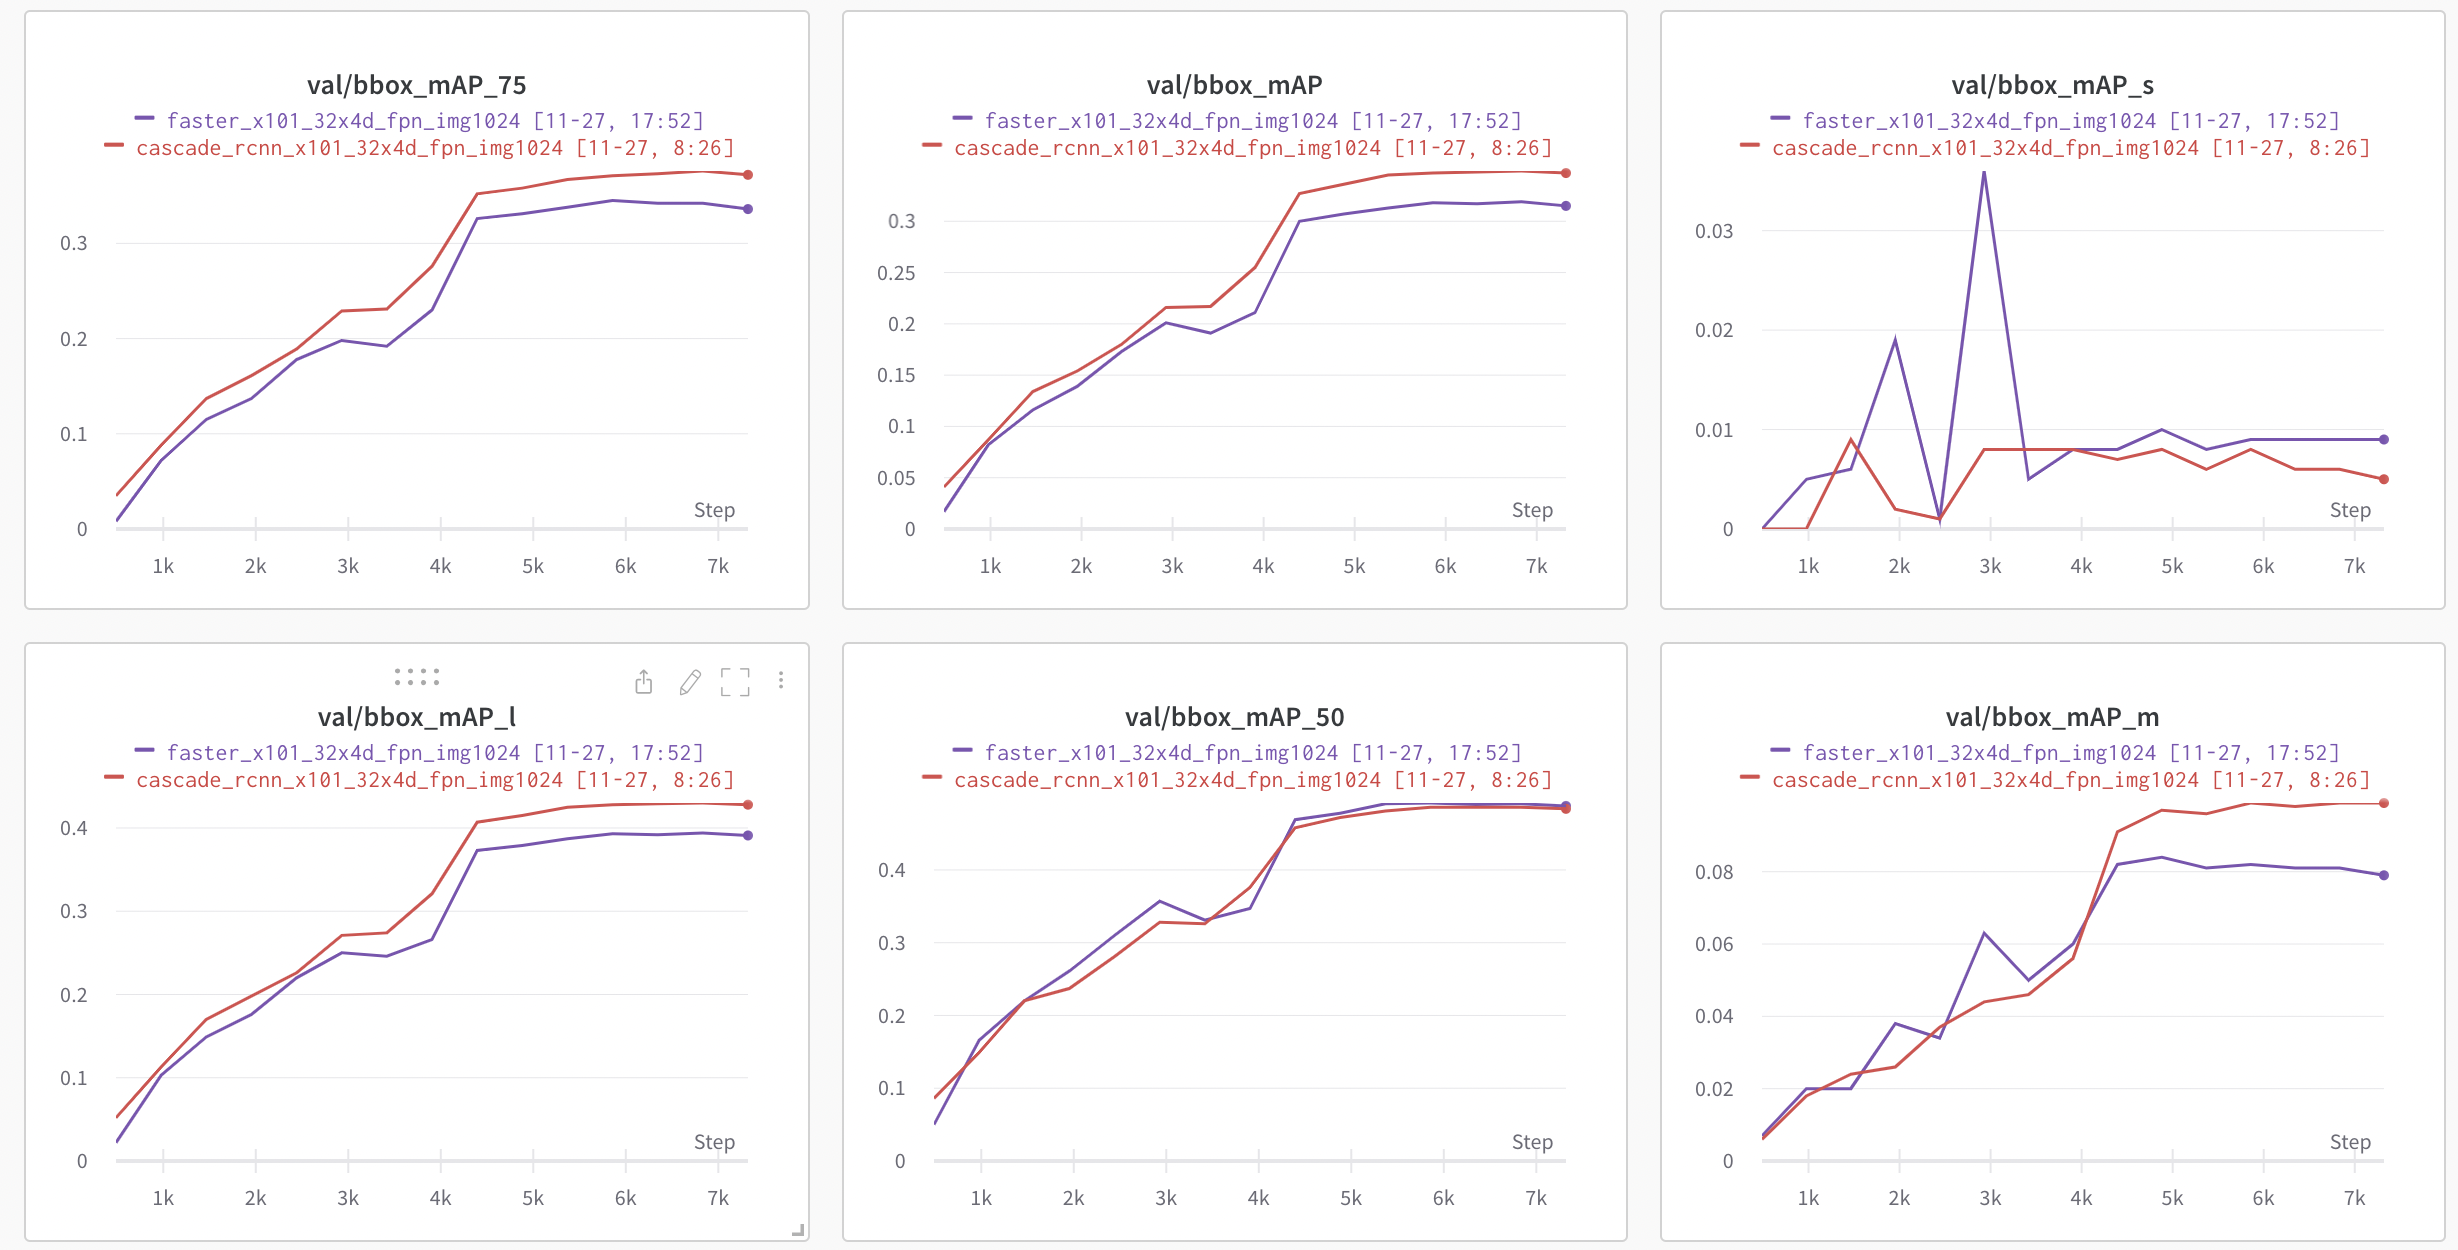 val/bbox_mAP_75
faster_x101_32x4d_fpn_img1024 [11-27, 17:52]
cascade_rcnn_x101_32x4d_fpn_img1024 [11-27, 8:26]
0.3
0.2
0.1
0
Step
1k 2k 3k 4k 5k 6k 7k
val/bbox_mAP
faster_x101_32x4d_fpn_img1024 [11-27, 17:52]
cascade_rcnn_x101_32x4d_fpn_img1024 [11-27, 8:26]
0.3
0.25
0.2
0.15
0.1
0.05
0
Step
1k 2k 3k 4k 5k 6k 7k
val/bbox_mAP_s
faster_x101_32x4d_fpn_img1024 [11-27, 17:52]
cascade_rcnn_x101_32x4d_fpn_img1024 [11-27, 8:26]
0.03
0.02
0.01
0
Step
1k 2k 3k 4k 5k 6k 7k
val/bbox_mAP_l
faster_x101_32x4d_fpn_img1024 [11-27, 17:52]
cascade_rcnn_x101_32x4d_fpn_img1024 [11-27, 8:26]
0.4
0.3
0.2
0.1
0
Step
1k 2k 3k 4k 5k 6k 7k
val/bbox_mAP_50
faster_x101_32x4d_fpn_img1024 [11-27, 17:52]
cascade_rcnn_x101_32x4d_fpn_img1024 [11-27, 8:26]
0.4
0.3
0.2
0.1
0
Step
1k 2k 3k 4k 5k 6k 7k
val/bbox_mAP_m
faster_x101_32x4d_fpn_img1024 [11-27, 17:52]
cascade_rcnn_x101_32x4d_fpn_img1024 [11-27, 8:26]
0.08
0.06
0.04
0.02
0
Step
1k 2k 3k 4k 5k 6k 7k